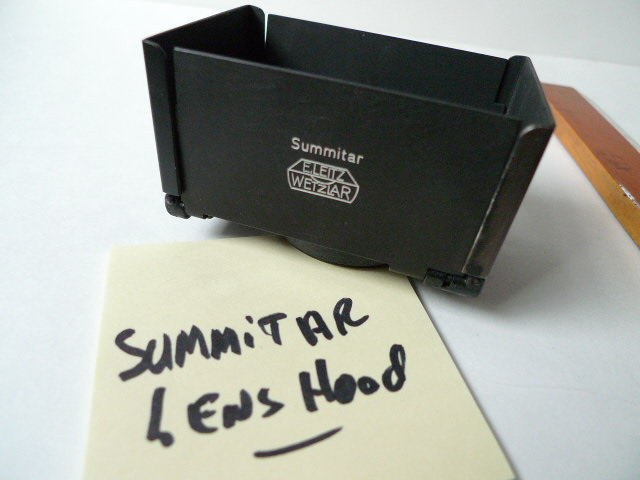 Summitar
E.LEITZ
WETZLAR
SUMMiTAR
LENS Hood